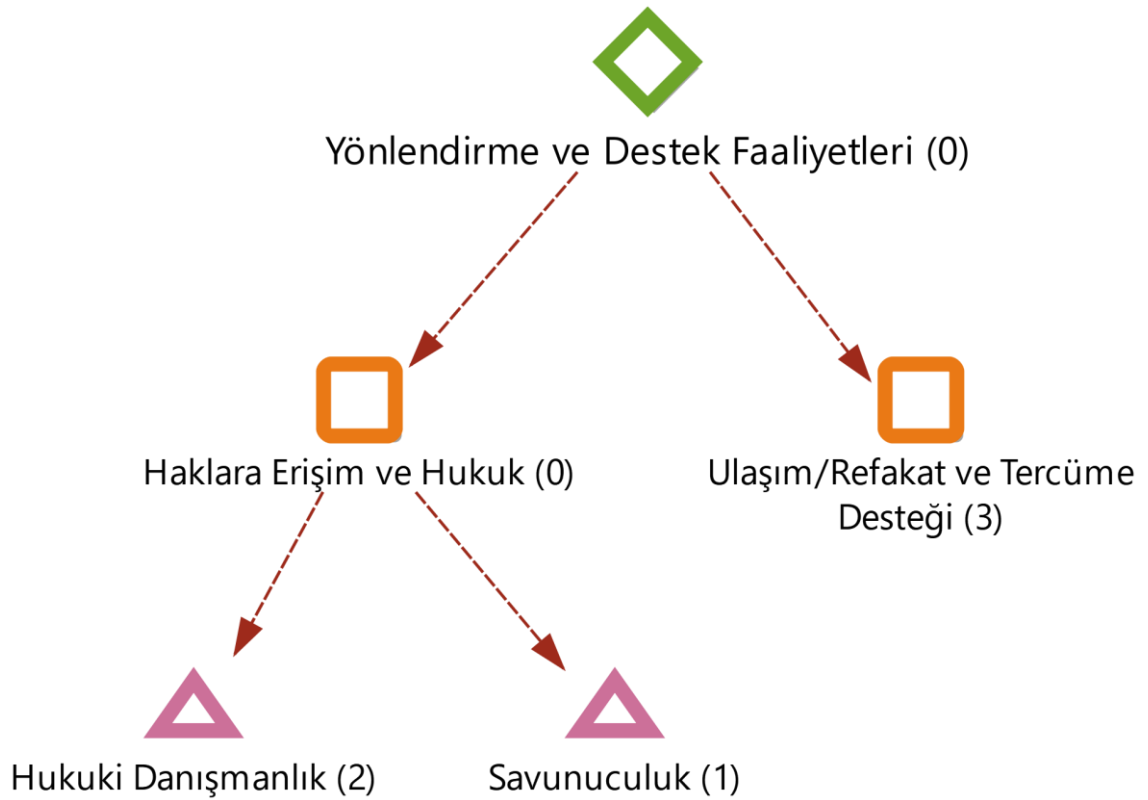 Yönlendirme ve Destek Faaliyetleri (0)
Haklara Erişim ve Hukuk (0)
Ulaşım/Refakat ve Tercüme
Desteği (3)
Hukuki Danışmanlık (2)
Savunuculuk (1)